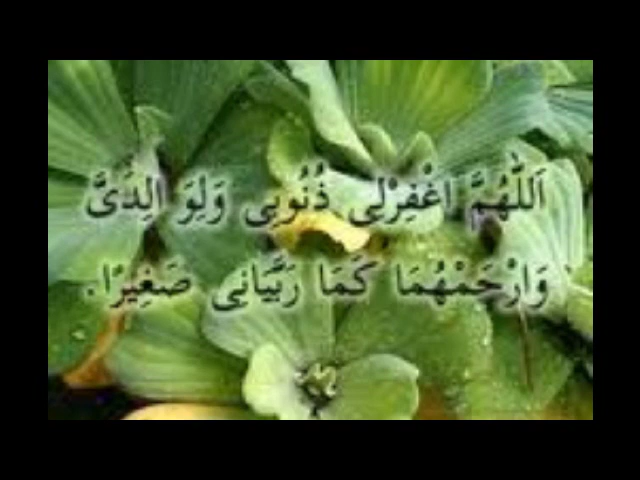 اَللّٰهُمَّ اغْفِرْلِى ذُنُوبِى وَلِوَ الِدَىَّ
وَارْحَمْهُمَا كَمَا رَبَّيَانِى صَغِيرًا.